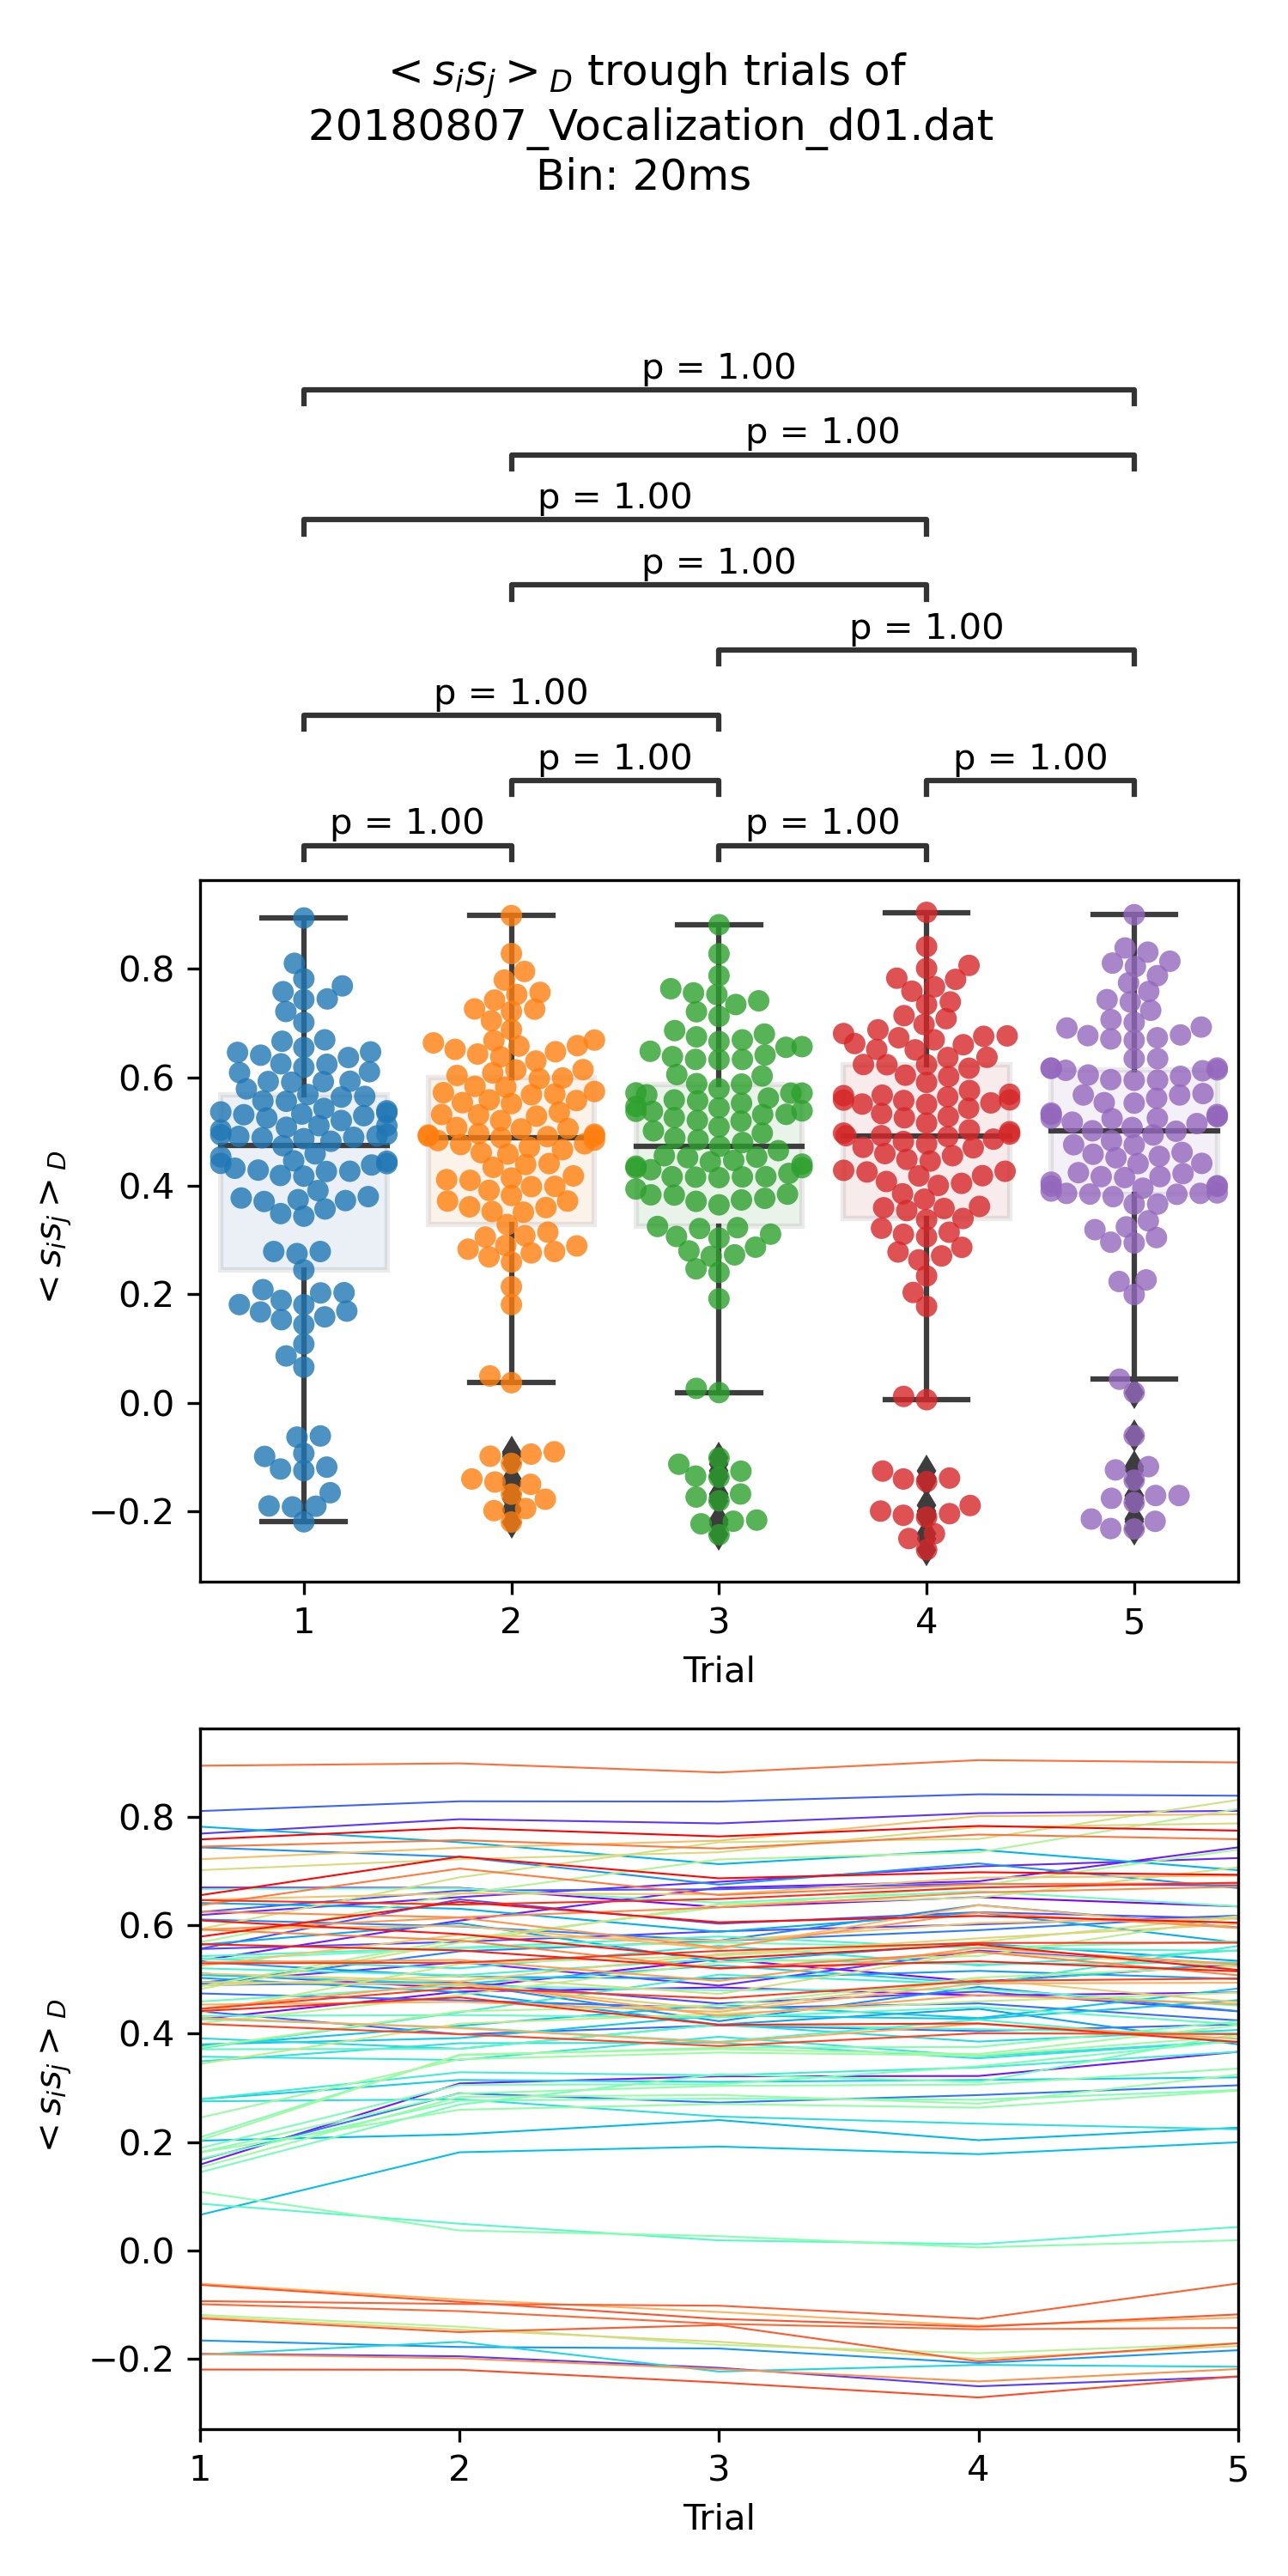 < s_i s_j >_D trough trials of
20180807_Vocalization_d01.dat
Bin: 20ms
p = 1.00
p = 1.00
p = 1.00
p = 1.00
p = 1.00
p = 1.00
p = 1.00 p = 1.00
p = 1.00 p = 1.00
0.8
0.6
0.4
0.2
0.0
−0.2
< s_i s_j >_D
1 2 3 4 5
Trial
0.8
0.6
0.4
0.2
0.0
−0.2
< s_i s_j >_D
1 2 3 4 5
Trial